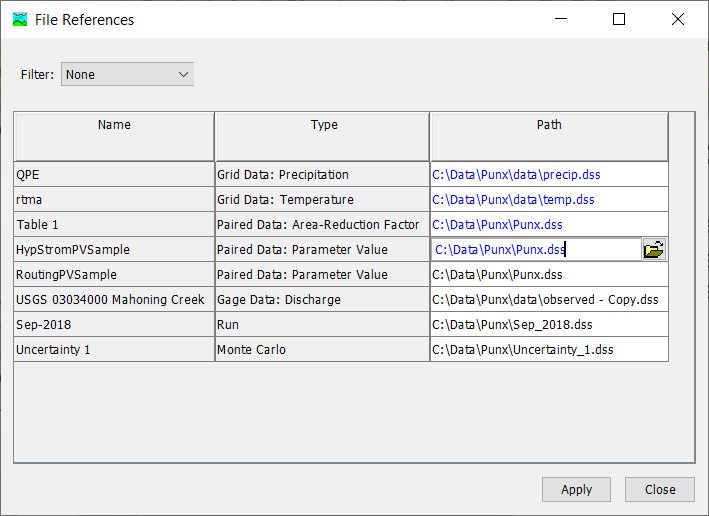 File References
Filter: None
Name Type Path
QPE Grid Data: Precipitation C:\Data\Punx\data\precip.dss
rtma Grid Data: Temperature C:\Data\Punx\data\temp.dss
Table 1 Paired Data: Area-Reduction Factor C:\Data\Punx\Punx.dss
HypStromPVSample Paired Data: Parameter Value C:\Data\Punx\Punx.dss
RoutingPVSample Paired Data: Parameter Value C:\Data\Punx\Punx.dss
USGS 03034000 Mahoning Creek Gage Data: Discharge C:\Data\Punx\data\observed - Copy.dss
Sep-2018 Run C:\Data\Punx\Sep_2018.dss
Uncertainty 1 Monte Carlo C:\Data\Punx\Uncertainty_1.dss
Apply Close